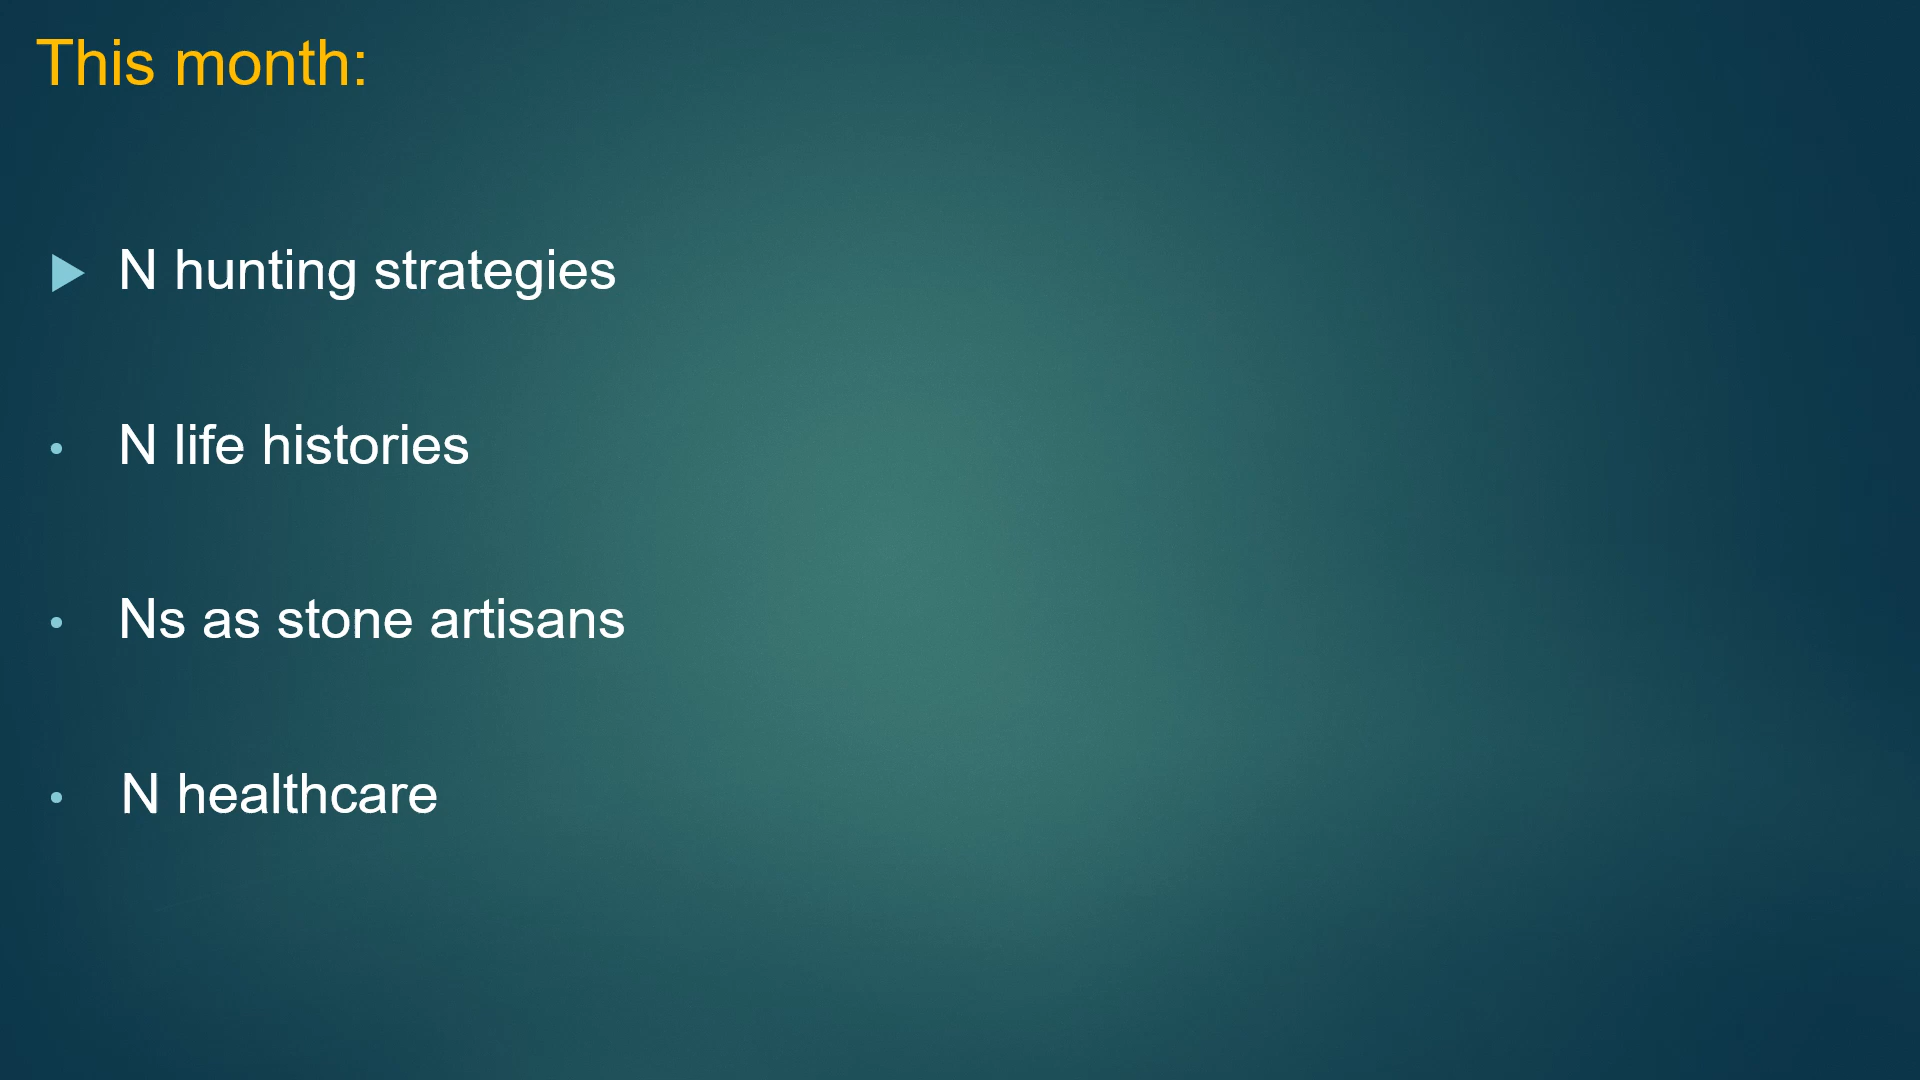 This month:
N hunting strategies
N life histories
Ns as stone artisans
N healthcare